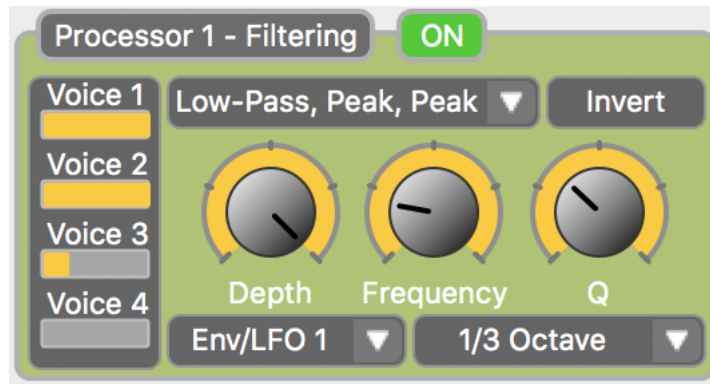 Processor 1 - Filtering
ON
Voice 1
Voice 2
Voice 3
Voice 4
Low-Pass, Peak, Peak
Invert
Depth
Frequency
Q
Env/LFO 1
1/3 Octave